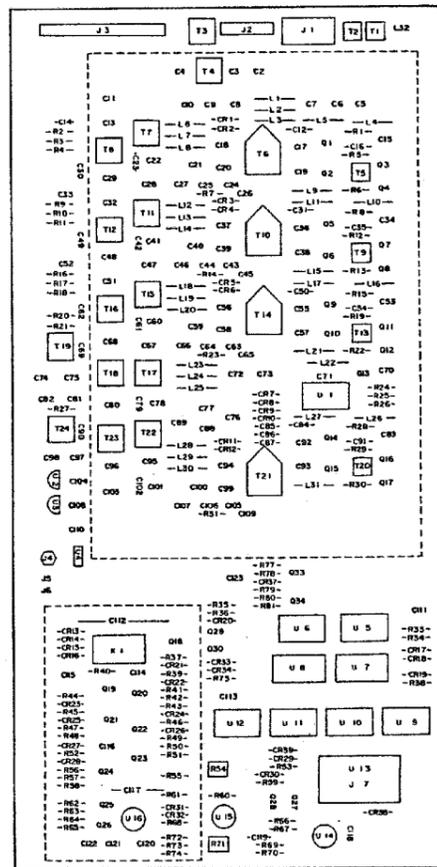 J3 T3 J2 J1 T2 T1 L32
C4 T4 C3 C2
C11 C10 C9 C8 L1 C7 C6 C5
L2
C14 C13 T7 L6 CR1 L3 L5 L4
R2 L7 CR2 C12 R1 C15
R3 L8 C18 Q1 C16
R4 T8 T6 C17 R5
C22 C21 C20 Q3
C29 C19 Q2 T5
C28 C27 C25 C24
C33 R7 C26 L9 R6 Q4
R9 C32 T11 L12 CR3 L11 L10
R10 L13 CR4 C31 R8
R11 T12 L14 C37 C36 Q5 C35 C34
C49 C42 C41 C40 C39 T10 R12 Q7
C48 C38 Q6 T9
C52 C47 C46 C44 C43 L15 R13 Q8
R16 R14 C45
R17 C51 T15 L18 CR5 L17 L16
R18 L19 CR6 C50 R15
C62 T16 L20 C56 C55 Q9 C54 C53
R20 C61 C60 C59 C58 T14 R19
R21 C57 Q10 T13 Q11
T19 C69 C68 C67 C66 C64 C63 L21 R22 Q12
R23 C65 L22
C74 C75 T18 T17 L23 C72 C73 C71 Q13 C70
L24 R24
C82 C81 L25 CR7 U1 R25
R27 C80 C79 C78 C77 CR8 R26
CR9 L27 L26
T24 C90 T23 T22 C76 CR10 C84 R28
C89 C88 C85 C83
L28 CR11 C86 C92 Q14 C91
C98 C97 L29 CR12 C87 R29
C96 C95 L30 C94 T21 C93 Q15 T20 Q16
U2 C104 C103 C102 C101 C100 C99 L31 R30 Q17
U3 C108 C107 C106 C105
R31 C109
C110
J4 U4
J5 R77
J6 R78 Q33
C123 CR37
R79
R80 Q34
R35 R81
C112 R36 C111
CR13 CR20 U6 U5 R33
CR14 K1 Q18 Q29 R34
CR15 R37 CR17
CR16 CR21 Q30 CR18
R40 R39 CR33 U8 U7
C114 CR22 CR34 CR19
Q19 Q20 R41 R75 R38
R44 R42
CR23 R43 C113
R45 Q21 CR24
CR25 R46 U12 U11 U10 U9
R47 Q22 CR26
R48 R49
CR27 C116 R50
R52 Q23 R51 CR39
CR28 CR29
R56 Q24 R54 R53 U13
R57 R55 CR30 J7
R58 R59
C117 R61 R60 Q28 Q27
R62 Q25 CR31 CR36
R63 U16 CR32 U15 R66
R64 Q26 R68 R67 U14 C118
R65 C119
C122 C121 C120 R72 R71 R69
R73 R70
R74